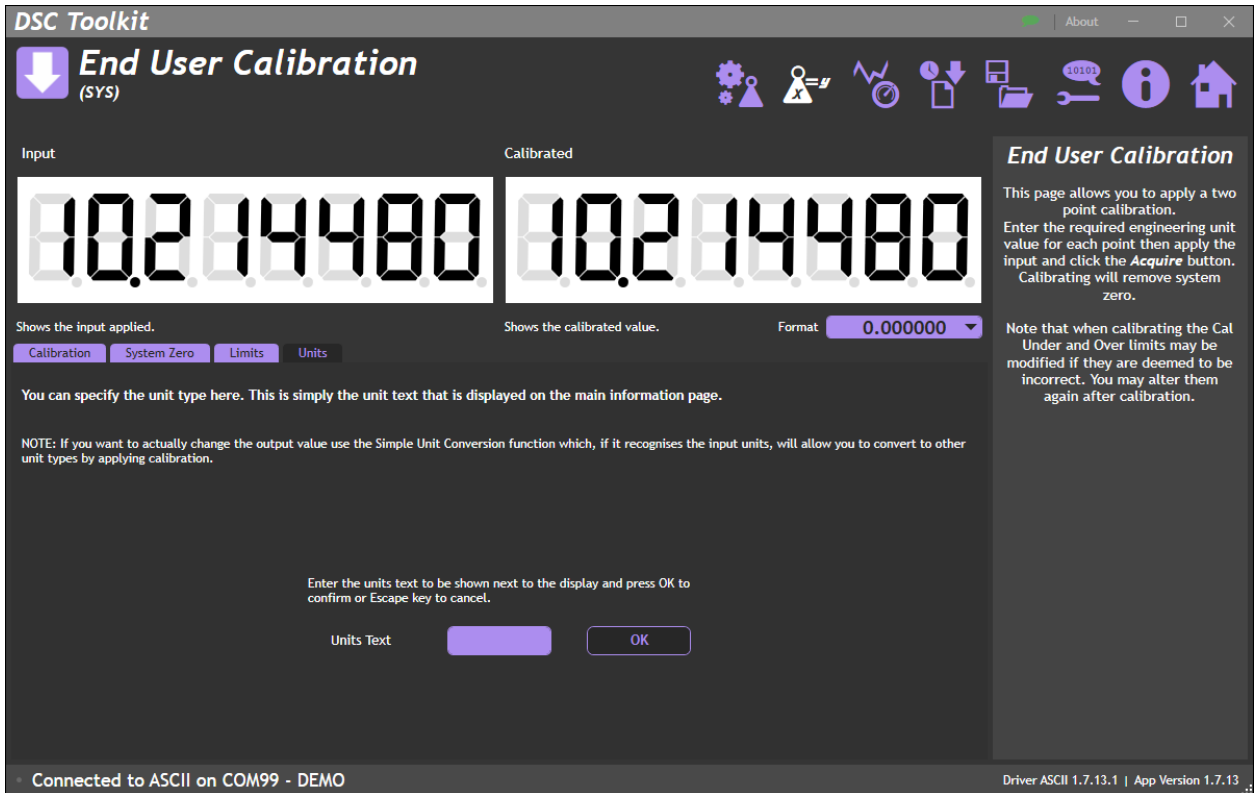 DSC Toolkit
About
End User Calibration
(SYS)
x=y
10101
i
Input
Calibrated
10.214480
10.214480
Shows the input applied.
Shows the calibrated value.
Format
0.000000
Calibration
System Zero
Limits
Units
You can specify the unit type here. This is simply the unit text that is displayed on the main information page.
NOTE: If you want to actually change the output value use the Simple Unit Conversion function which, if it recognises the input units, will allow you to convert to other
unit types by applying calibration.
Enter the units text to be shown next to the display and press OK to
confirm or Escape key to cancel.
Units Text
OK
End User Calibration
This page allows you to apply a two
point calibration.
Enter the required engineering unit
value for each point then apply the
input and click the Acquire button.
Calibrating will remove system
zero.
Note that when calibrating the Cal
Under and Over limits may be
modified if they are deemed to be
incorrect. You may alter them
again after calibration.
Connected to ASCII on COM99 - DEMO
Driver ASCII 1.7.13.1 | App Version 1.7.13